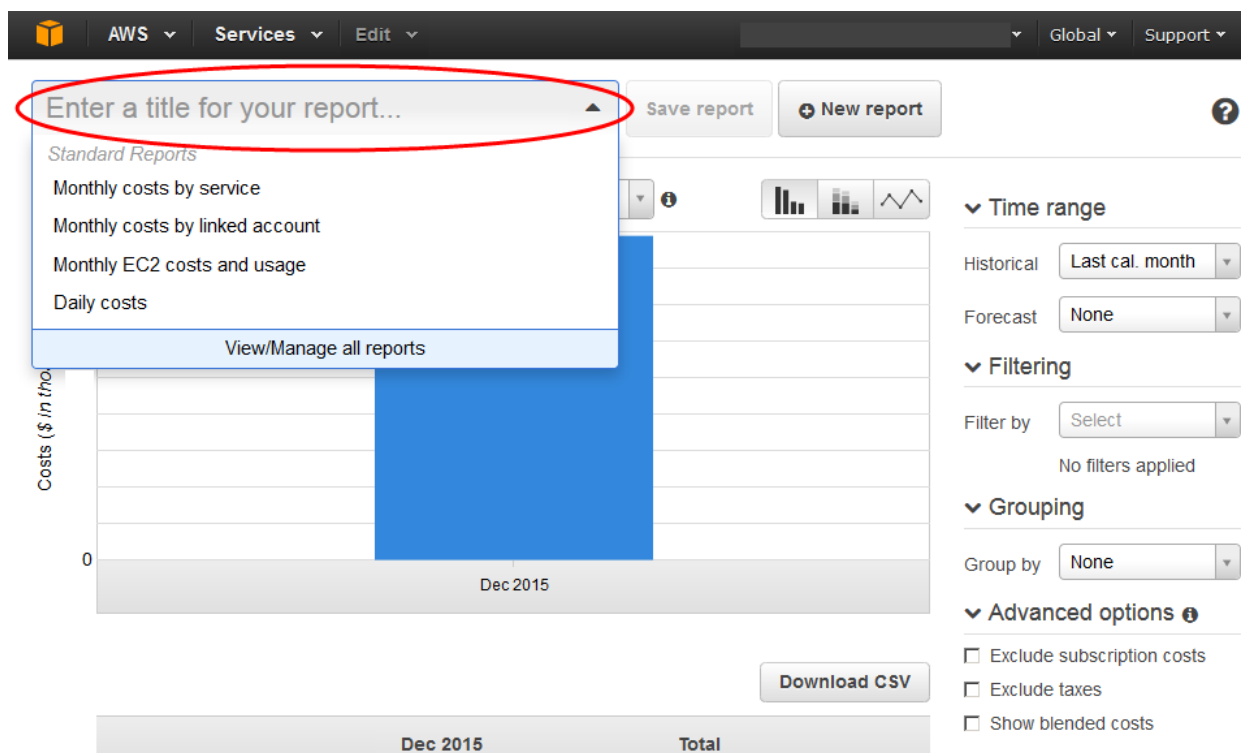 AWS Services Edit Global Support
Enter a title for your report...
Save report
New report
Standard Reports
Monthly costs by service
Monthly costs by linked account
Monthly EC2 costs and usage
Daily costs
View/Manage all reports
Costs ($ in
0
Dec 2015
Time range
Historical Last cal. month
Forecast None
Filtering
Filter by Select
No filters applied
Grouping
Group by None
Advanced options
Exclude subscription costs
Exclude taxes
Show blended costs
Download CSV
Dec 2015 Total